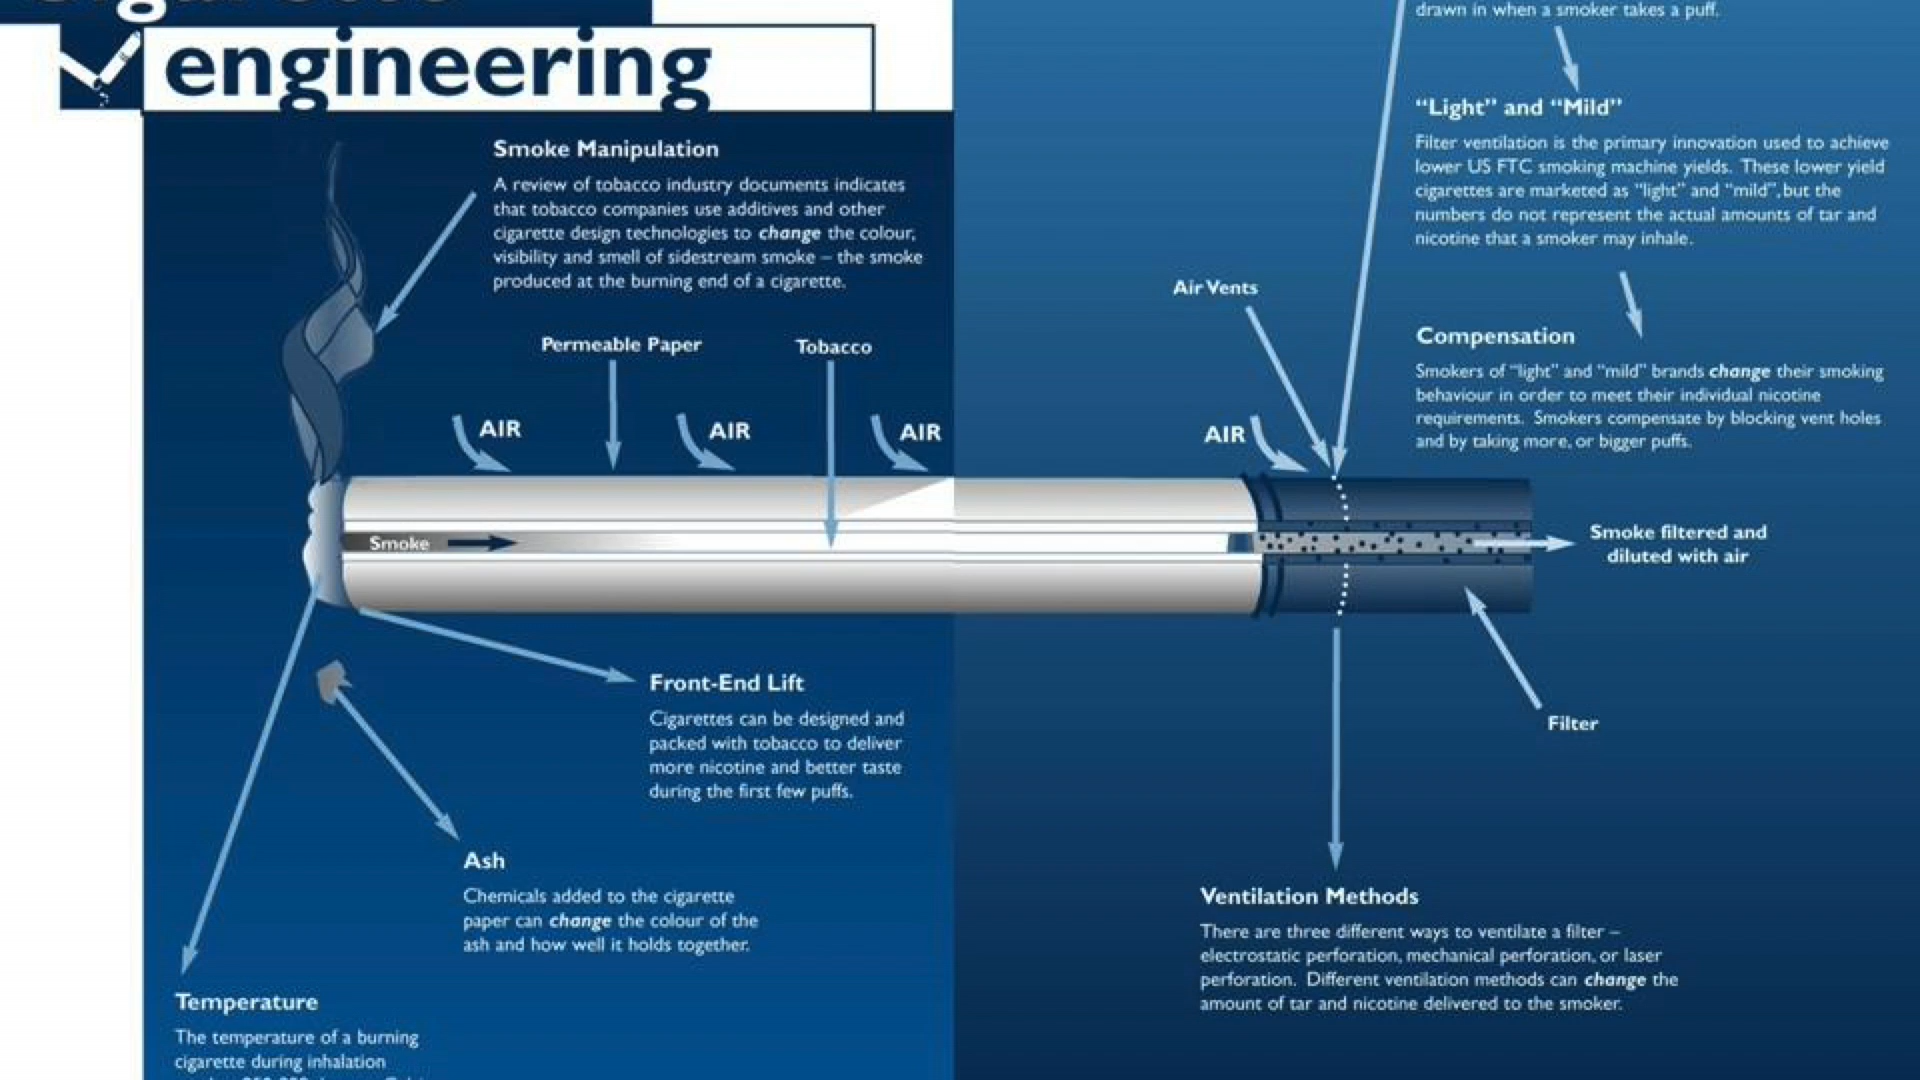 engineering
Smoke Manipulation
A review of tobacco industry documents indicates
that tobacco companies use additives and other
cigarette design technologies to change the colour,
visibility and smell of sidestream smoke – the smoke
produced at the burning end of a cigarette.
Permeable Paper
Tobacco
AIR
AIR
AIR
Smoke
Front-End Lift
Cigarettes can be designed and
packed with tobacco to deliver
more nicotine and better taste
during the first few puffs.
Ash
Chemicals added to the cigarette
paper can change the colour of the
ash and how well it holds together.
Temperature
The temperature of a burning
cigarette during inhalation
drawn in when a smoker takes a puff.
“Light” and “Mild”
Filter ventilation is the primary innovation used to achieve
lower US FTC smoking machine yields. These lower yield
cigarettes are marketed as “light” and “mild”, but the
numbers do not represent the actual amounts of tar and
nicotine that a smoker may inhale.
Air Vents
Compensation
Smokers of “light” and “mild” brands change their smoking
behaviour in order to meet their individual nicotine
requirements. Smokers compensate by blocking vent holes
and by taking more, or bigger puffs.
AIR
Smoke filtered and
diluted with air
Filter
Ventilation Methods
There are three different ways to ventilate a filter –
electrostatic perforation, mechanical perforation, or laser
perforation. Different ventilation methods can change the
amount of tar and nicotine delivered to the smoker.